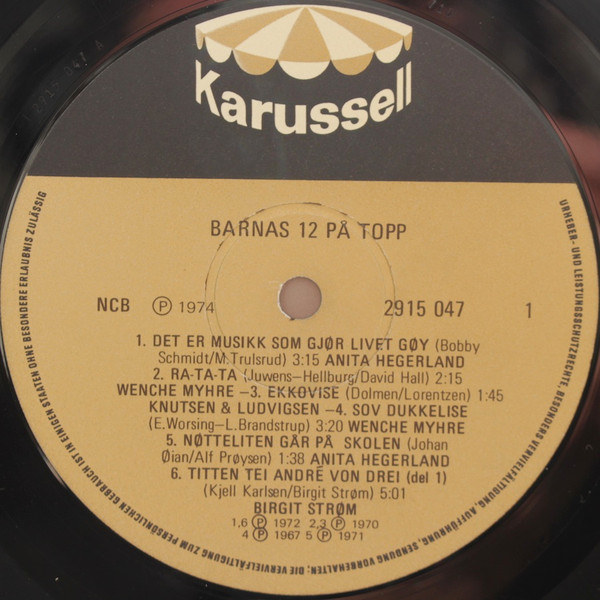 Karussell
BARNAS 12 PÅ TOPP
NCB Ⓟ 1974 2915 047 1
1. DET ER MUSIKK SOM GJØR LIVET GØY (Bobby
Schmidt/M.Trulsrud) 3:15 ANITA HEGERLAND
2. RA-TA-TA (Juwens–Hellburg/David Hall) 2:15
WENCHE MYHRE –3. EKKOVISE (Dolmen/Lorentzen) 1:45
KNUTSEN & LUDVIGSEN –4. SOV DUKKELISE
(E.Worsing–L.Brandstrup) 3:20 WENCHE MYHRE
5. NØTTELITEN GÅR PÅ SKOLEN (Johan
Øian/Alf Prøysen) 1:38 ANITA HEGERLAND
6. TITTEN TEI ANDRÉ VON DREI (del 1)
(Kjell Karlsen/Birgit Strøm) 5:01
BIRGIT STRØM
1,6 Ⓟ 1972 2,3 Ⓟ 1970
4 Ⓟ 1967 5 Ⓟ 1971
URHEBER- UND LEISTUNGSSCHUTZRECHTE, BESONDERS VERVIELFÄLTIGUNG, AUFFÜHRUNG, SENDUNG VORBEHALTEN; DIE VERVIELFÄLTIGUNG ZUM PERSÖNLICHEN GEBRAUCH IST IN EINIGEN STAATEN OHNE BESONDERE ERLAUBNIS ZULÄSSIG